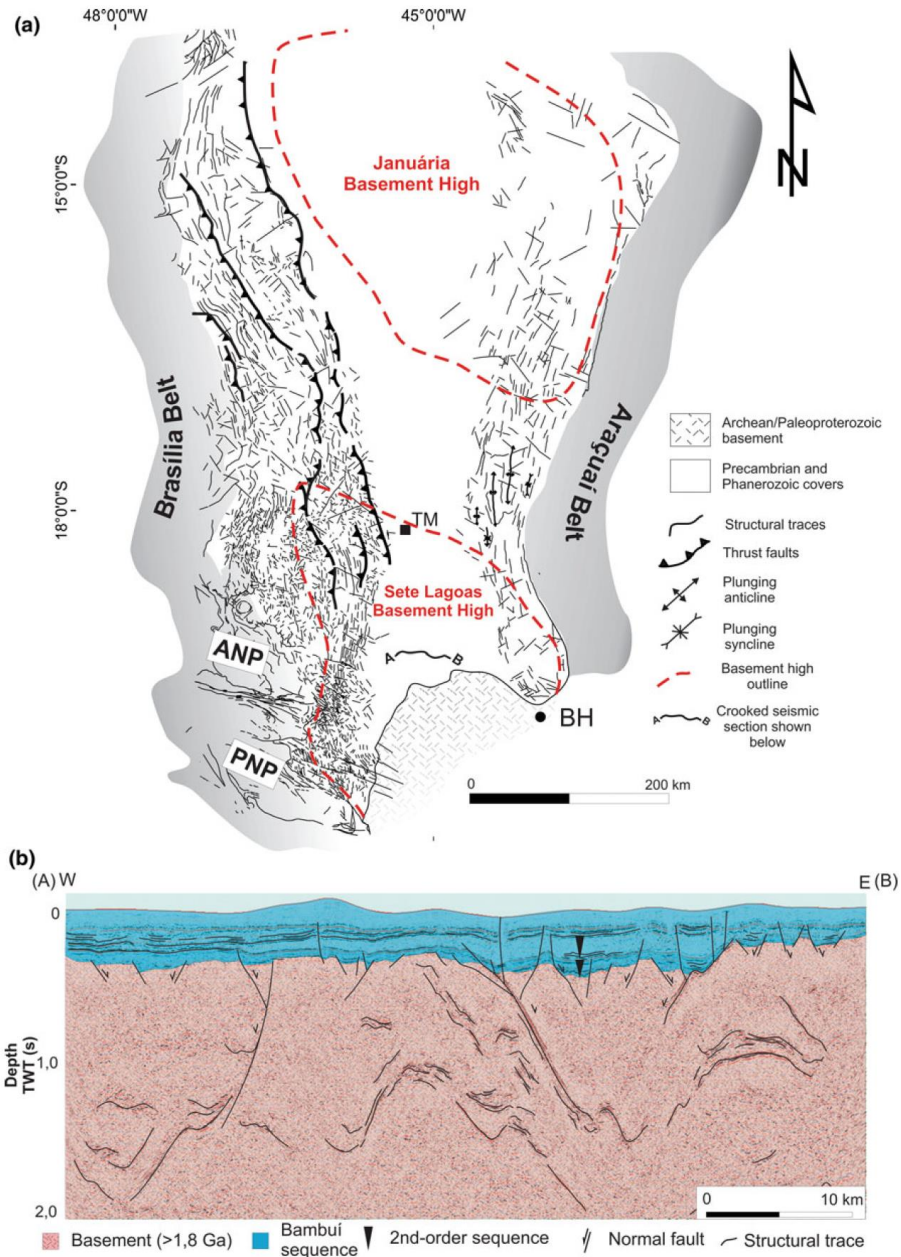 (a)
48°0'0"W
45°0'0"W
15°0'0"S
18°0'0"S
N
Januária
Basement High
Brasília Belt
Araçuaí Belt
TM
Sete Lagoas
Basement High
ANP
PNP
A
B
BH
Archean/Paleoproterozoic
basement
Precambrian and
Phanerozoic covers
Structural traces
Thrust faults
Plunging
anticline
Plunging
syncline
Basement high
outline
A
B
Crooked seismic
section shown
below
0
200 km
(b)
(A) W
E (B)
0
1,0
2,0
Depth
TWT (s)
0
10 km
Basement (>1,8 Ga)
Bambuí
sequence
2nd-order sequence
Normal fault
Structural trace